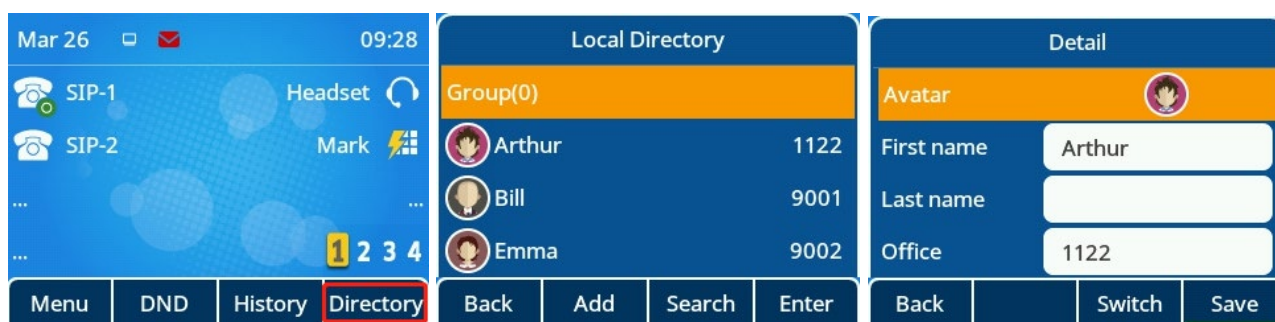 Mar 26 09:28
SIP-1 Headset
SIP-2 Mark
... ...
... 1 2 3 4
Menu DND History Directory
Local Directory
Group(0)
Arthur 1122
Bill 9001
Emma 9002
Back Add Search Enter
Detail
Avatar
First name Arthur
Last name
Office 1122
Back Switch Save